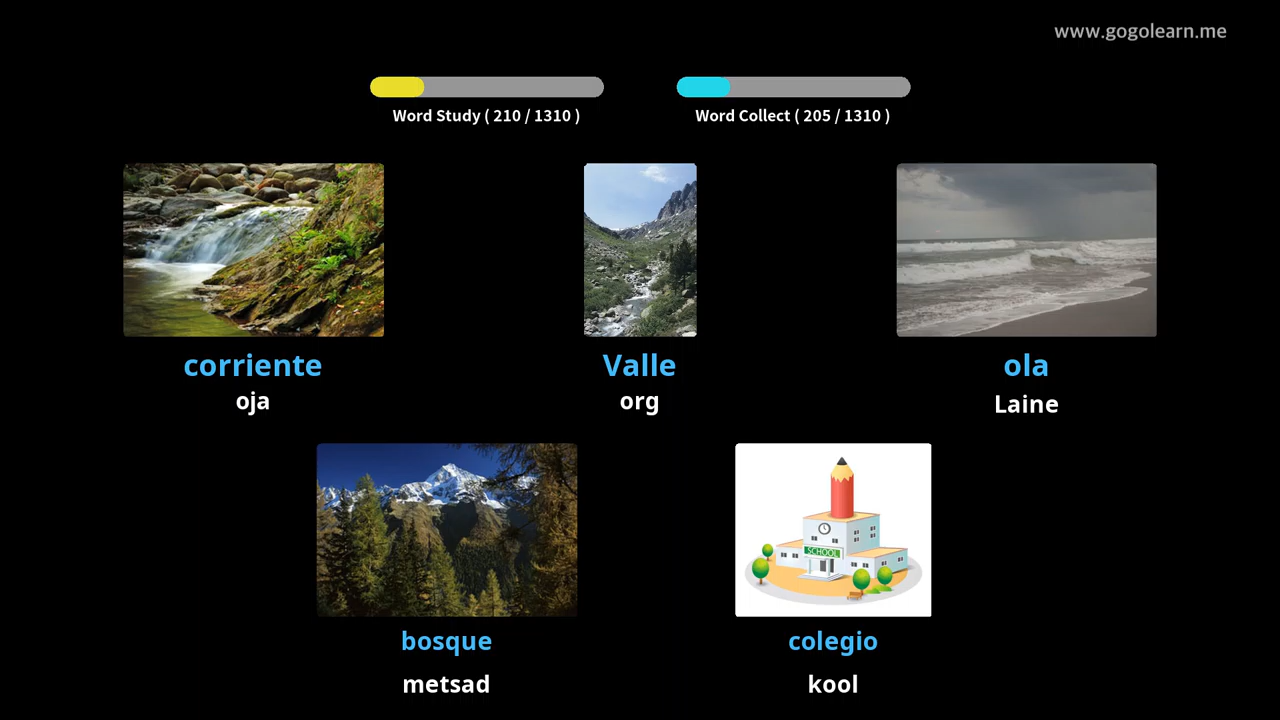 www.gogolearn.me
Word Study ( 210 / 1310 )
Word Collect ( 205 / 1310 )
corriente
oja
Valle
org
ola
Laine
SCHOOL
bosque
metsad
colegio
kool